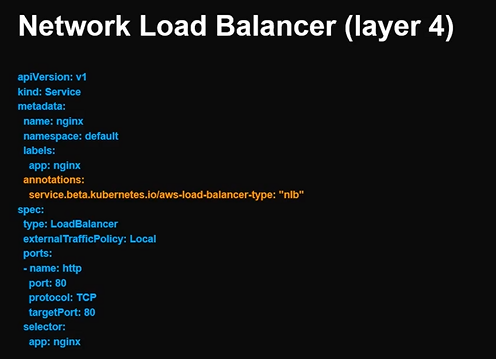 Network Load Balancer (layer 4)
apiVersion: v1
kind: Service
metadata:
  name: nginx
  namespace: default
  labels:
    app: nginx
  annotations:
    service.beta.kubernetes.io/aws-load-balancer-type: "nlb"
spec:
  type: LoadBalancer
  externalTrafficPolicy: Local
  ports:
  - name: http
    port: 80
    protocol: TCP
    targetPort: 80
  selector:
    app: nginx